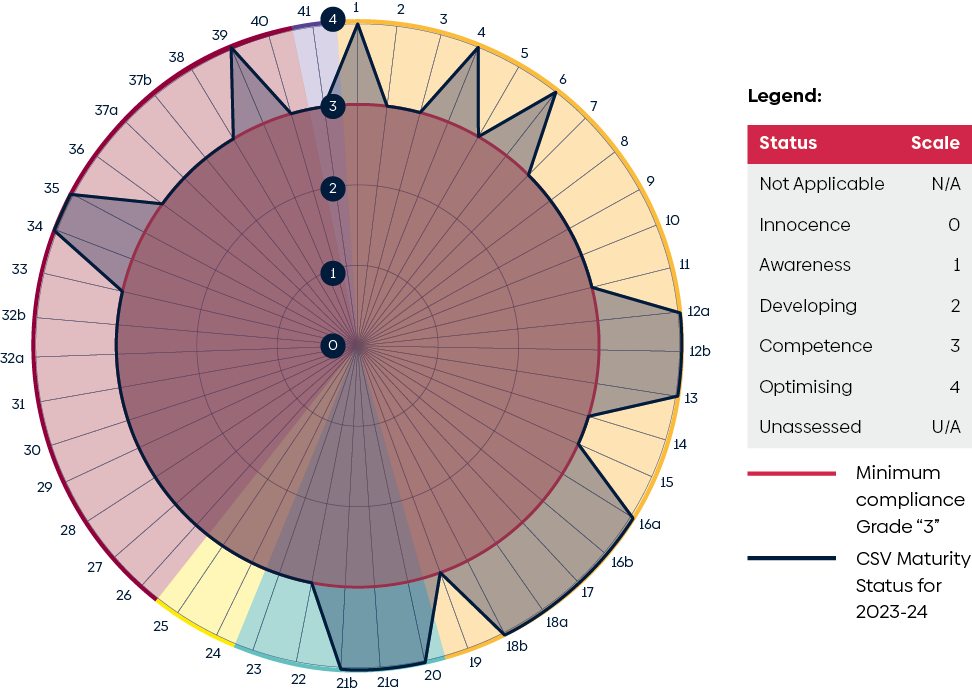 1
2
3
4
5
6
7
8
9
10
11
12a
12b
13
14
15
16a
16b
17
18a
18b
19
20
21a
21b
22
23
24
25
26
27
28
29
30
31
32a
32b
33
34
35
36
37a
37b
38
39
40
41
4
3
2
1
0
Legend:
Status Scale
Not Applicable N/A
Innocence 0
Awareness 1
Developing 2
Competence 3
Optimising 4
Unassessed U/A
Minimum
compliance
Grade “3”
CSV Maturity
Status for
2023-24